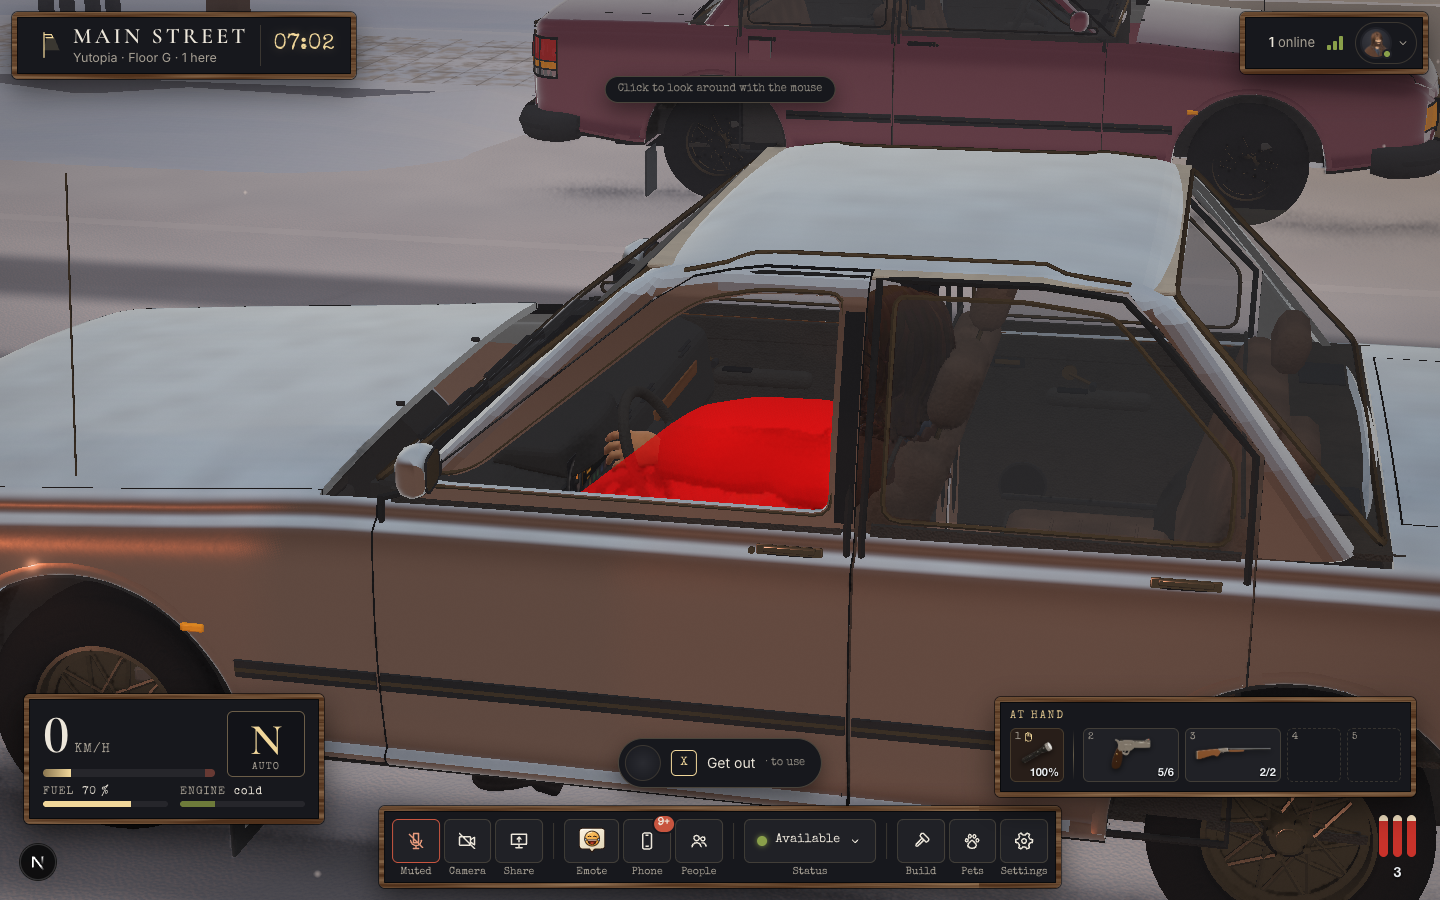 MAIN STREET
Yutopia · Floor G · 1 here
07:02
1 online
Click to look around with the mouse
0 KM/H
N
AUTO
FUEL 70 %
ENGINE cold
X Get out · to use
AT HAND
1
100%
2
5/6
3
2/2
4
5
9+
Available
Muted
Camera
Share
Emote
Phone
People
Status
Build
Pets
Settings
N
3